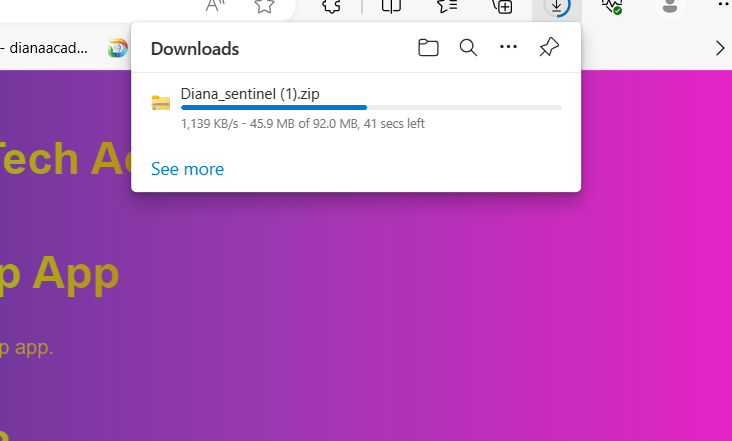 A
- dianaacad...
Downloads
Diana_sentinel (1).zip
1,139 KB/s - 45.9 MB of 92.0 MB, 41 secs left
See more
Tech Ac
p App
p app.